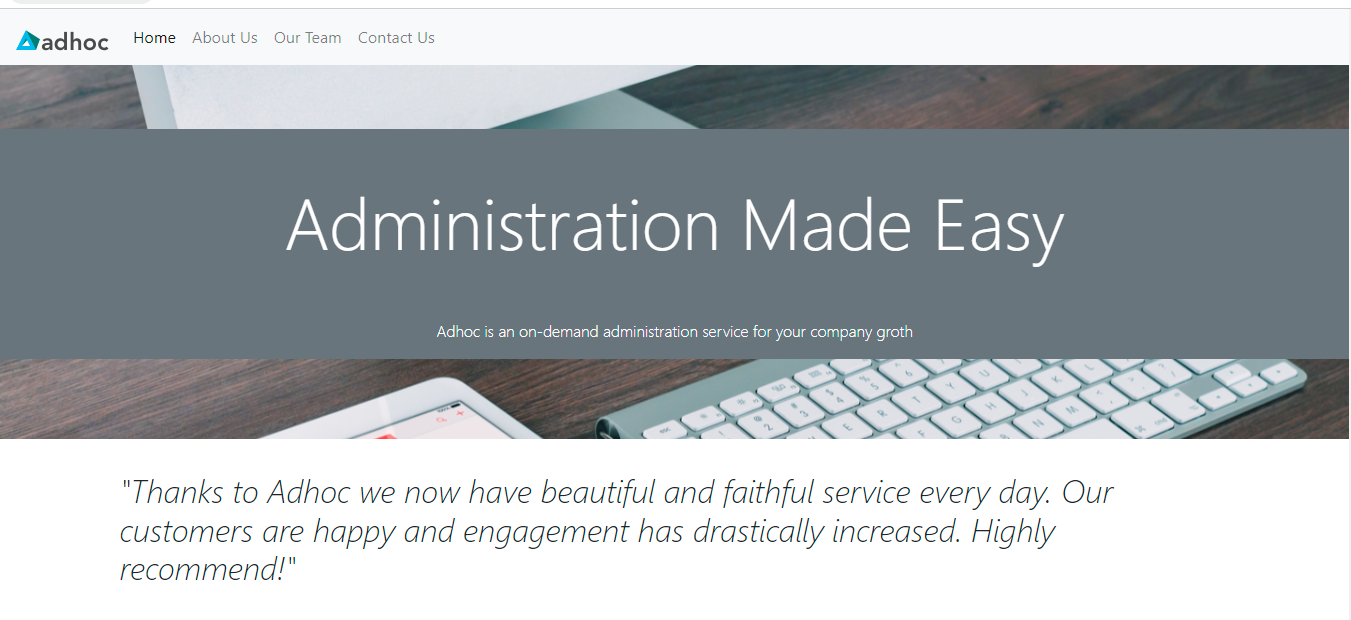 adhoc
Home About Us Our Team Contact Us
Administration Made Easy
Adhoc is an on-demand administration service for your company groth
"Thanks to Adhoc we now have beautiful and faithful service every day. Our
customers are happy and engagement has drastically increased. Highly
recommend!"